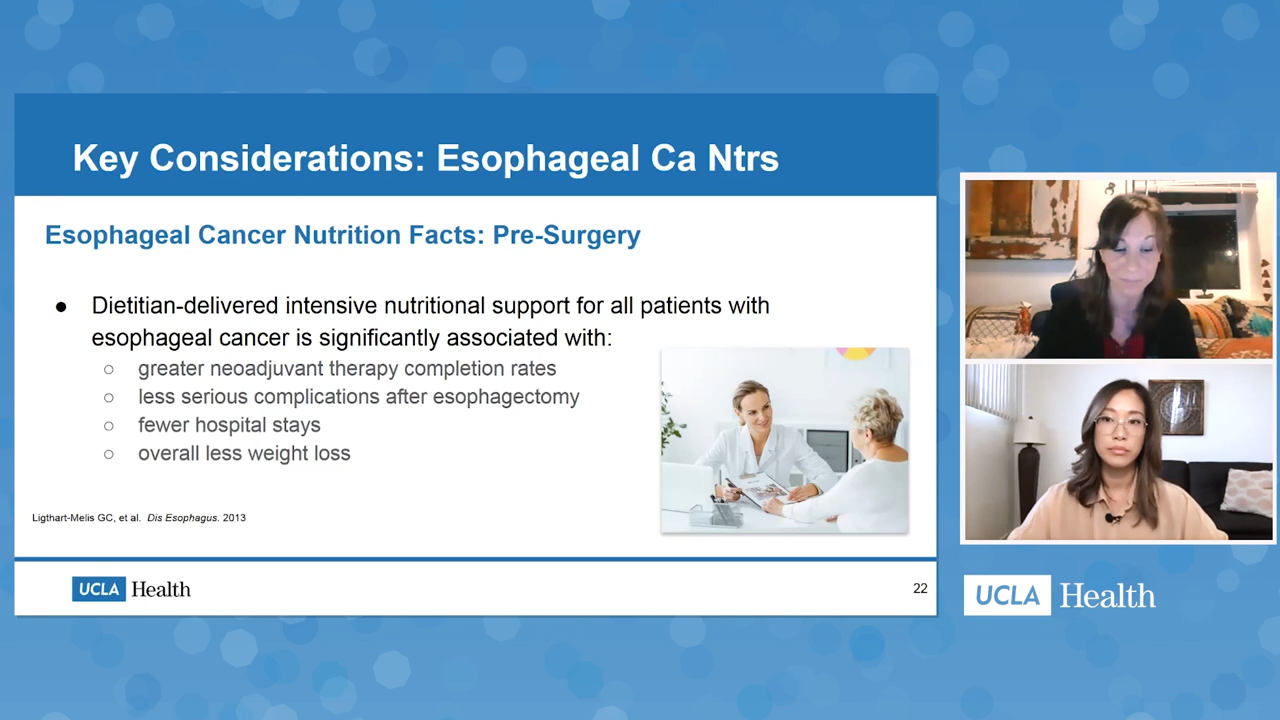 Key Considerations: Esophageal Ca Ntrs
Esophageal Cancer Nutrition Facts: Pre-Surgery
● Dietitian-delivered intensive nutritional support for all patients with
esophageal cancer is significantly associated with:
○ greater neoadjuvant therapy completion rates
○ less serious complications after esophagectomy
○ fewer hospital stays
○ overall less weight loss
Ligthart-Melis GC, et al. Dis Esophagus. 2013
UCLA Health
22
UCLA Health